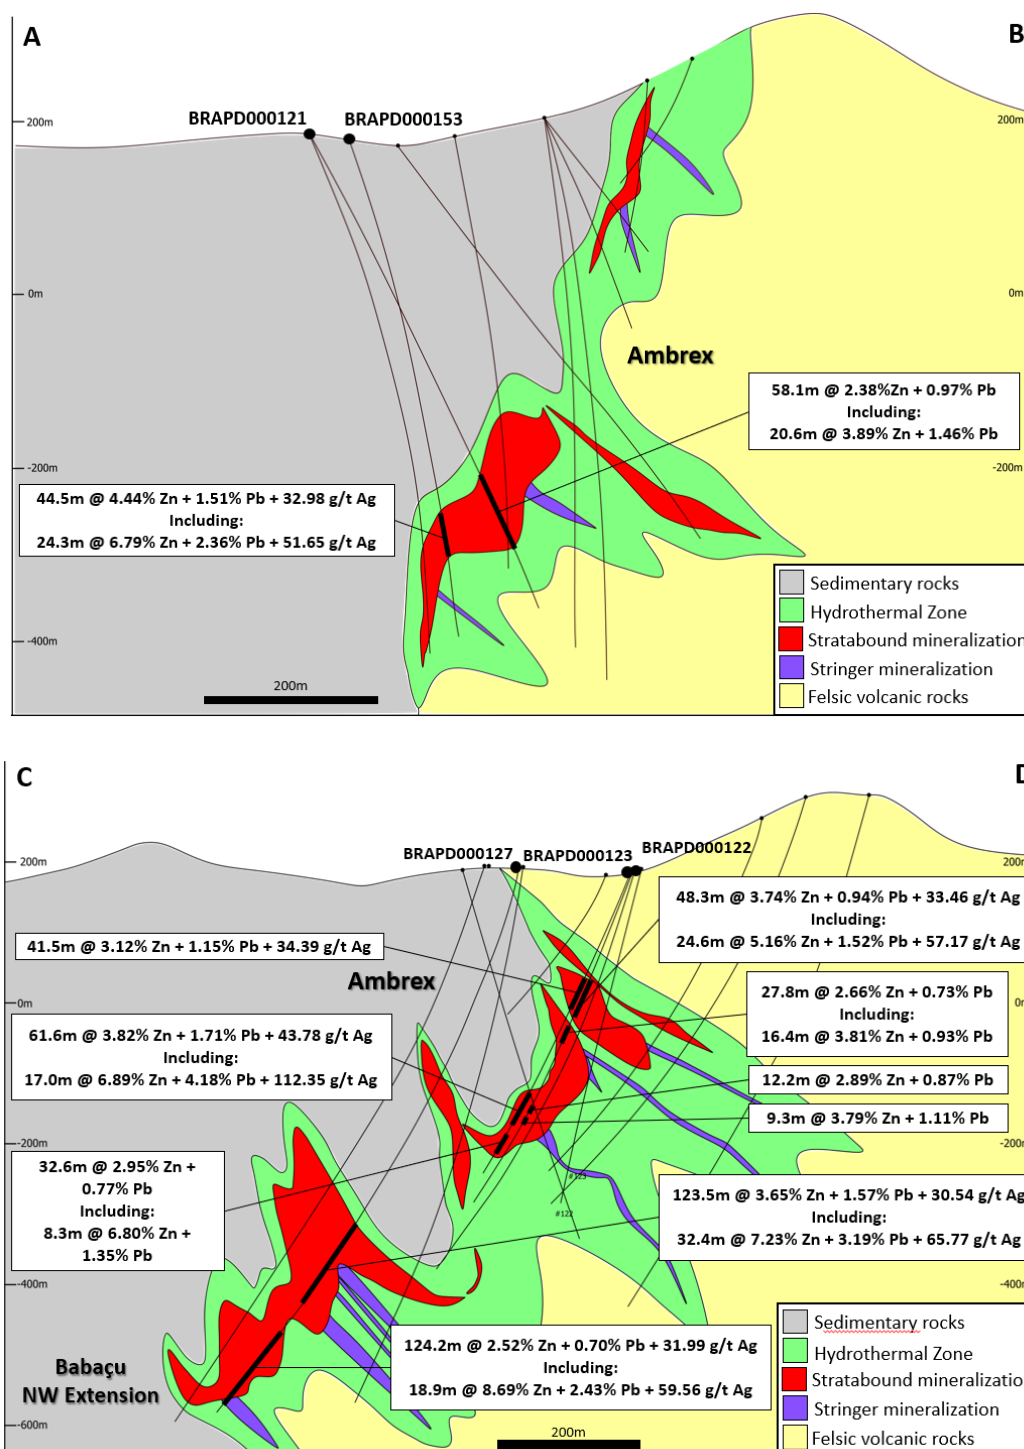 A
B
BRAPD000121
BRAPD000153
200m
200m
0m
0m
Ambrex
58.1m @ 2.38%Zn + 0.97% Pb
Including:
20.6m @ 3.89% Zn + 1.46% Pb
-200m
-200m
44.5m @ 4.44% Zn + 1.51% Pb + 32.98 g/t Ag
Including:
24.3m @ 6.79% Zn + 2.36% Pb + 51.65 g/t Ag
Sedimentary rocks
Hydrothermal Zone
Stratabound mineralization
Stringer mineralization
Felsic volcanic rocks
-400m
200m
C
BRAPD000127
BRAPD000123
BRAPD000122
200m
200m
48.3m @ 3.74% Zn + 0.94% Pb + 33.46 g/t Ag
Including:
24.6m @ 5.16% Zn + 1.52% Pb + 57.17 g/t Ag
41.5m @ 3.12% Zn + 1.15% Pb + 34.39 g/t Ag
Ambrex
0m
27.8m @ 2.66% Zn + 0.73% Pb
Including:
16.4m @ 3.81% Zn + 0.93% Pb
61.6m @ 3.82% Zn + 1.71% Pb + 43.78 g/t Ag
Including:
17.0m @ 6.89% Zn + 4.18% Pb + 112.35 g/t Ag
12.2m @ 2.89% Zn + 0.87% Pb
9.3m @ 3.79% Zn + 1.11% Pb
-200m
-200m
32.6m @ 2.95% Zn +
0.77% Pb
Including:
8.3m @ 6.80% Zn +
1.35% Pb
#123
#122
123.5m @ 3.65% Zn + 1.57% Pb + 30.54 g/t Ag
Including:
32.4m @ 7.23% Zn + 3.19% Pb + 65.77 g/t Ag
-400m
-400m
124.2m @ 2.52% Zn + 0.70% Pb + 31.99 g/t Ag
Including:
18.9m @ 8.69% Zn + 2.43% Pb + 59.56 g/t Ag
Babaçu
NW Extension
-600m
200m
Sedimentary rocks
Hydrothermal Zone
Stratabound mineralizatio
Stringer mineralization
Felsic volcanic rocks